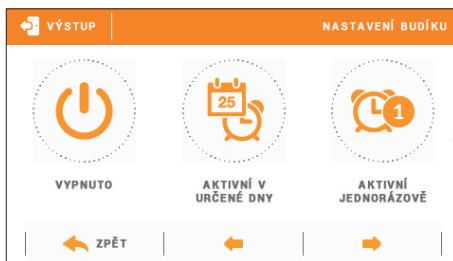 VÝSTUP
NASTAVENÍ BUDÍKU
25
1
VYPNUTO
AKTIVNÍ V
URČENÉ DNY
AKTIVNÍ
JEDNORÁZOVĚ
ZPĚT